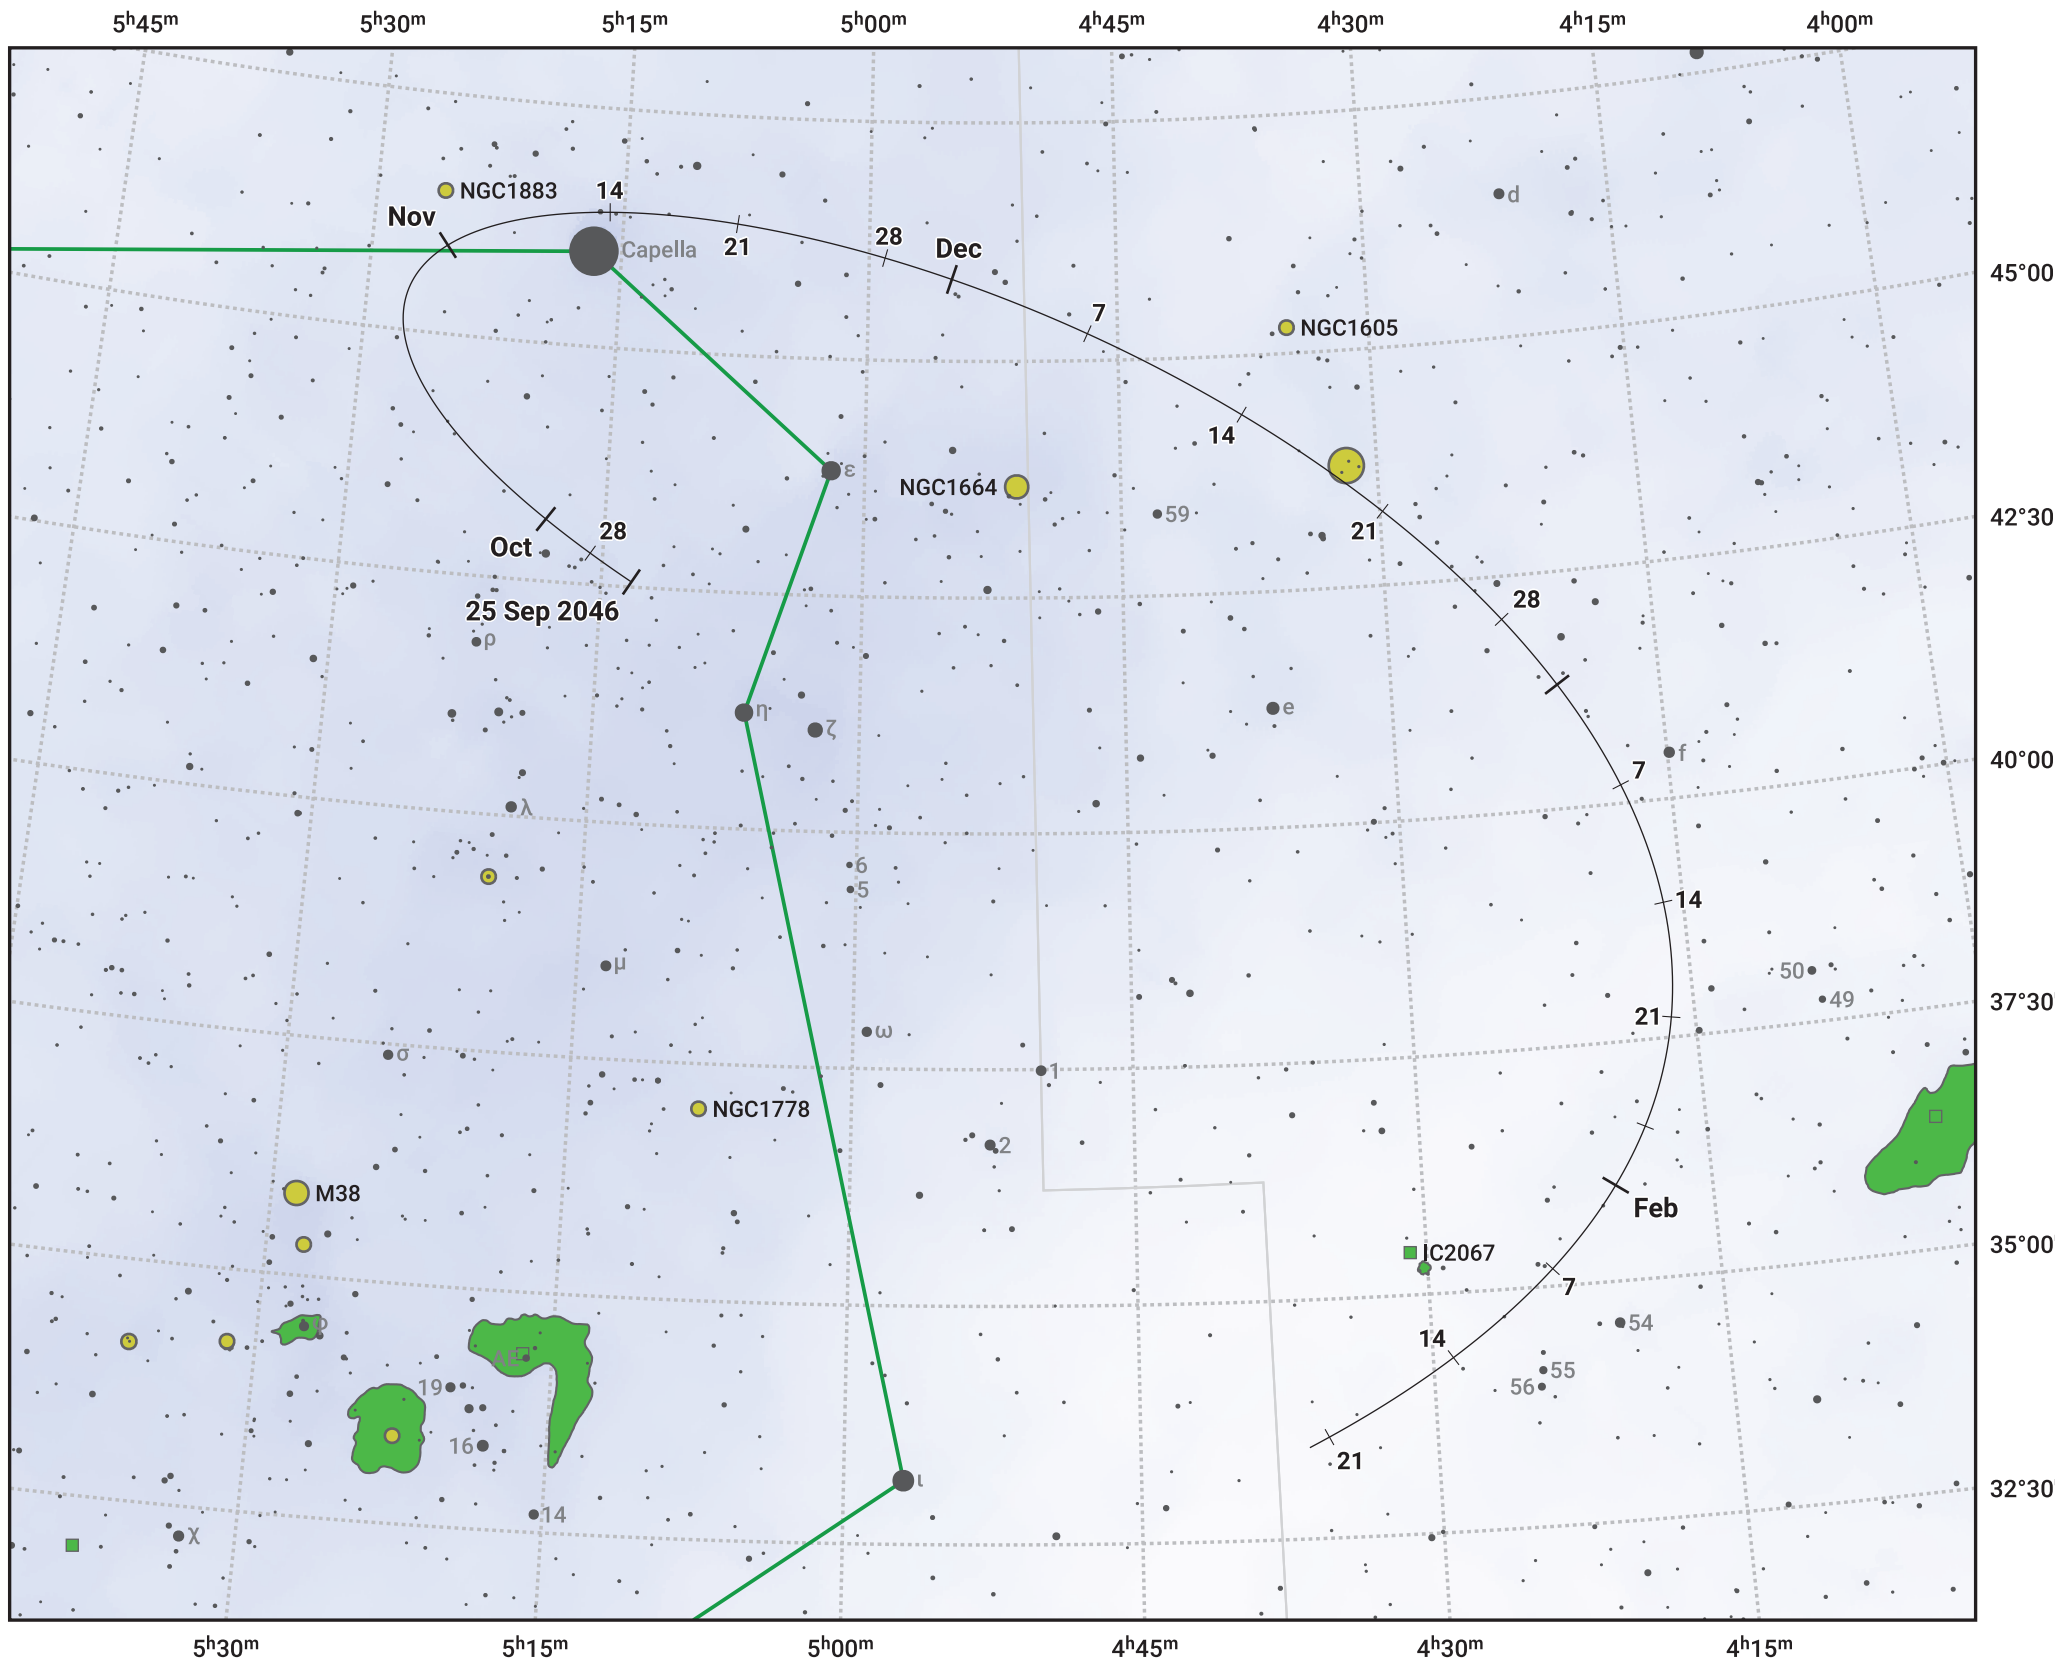 5h45m 5h30m 5h15m 5h00m 4h45m 4h30m 4h15m 4h00m
NGC1883
14
d
Nov
21
28
Dec
Capella
45°00
7
NGC1605
14
ε
NGC1664
59
42°30
21
28
Oct
28
25 Sep 2046
ρ
η
ζ
e
f
40°00
7
λ
6
5
14
μ
50
49
37°30
21
ω
σ
1
NGC1778
2
M38
Feb
35°00
IC2067
7
φ
54
14
AE
55
56
19
16
21
ι
32°30
14
χ
5h30m 5h15m 5h00m 4h45m 4h30m 4h15m